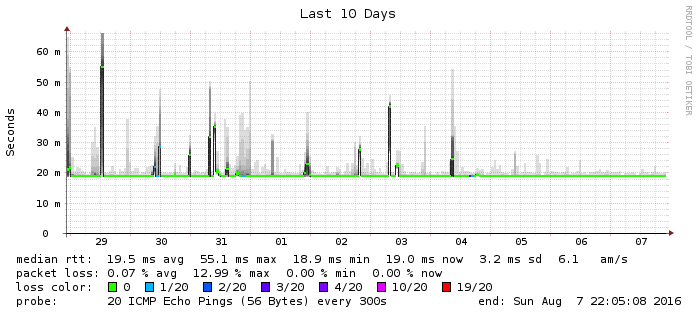 Last 10 Days
RRDTOOL / TOBI OETIKER
Seconds
60 m
50 m
40 m
30 m
20 m
10 m
0
29 30 31 01 02 03 04 05 06 07
median rtt: 19.5 ms avg 55.1 ms max 18.9 ms min 19.0 ms now 3.2 ms sd 6.1 am/s
packet loss: 0.07 % avg 12.99 % max 0.00 % min 0.00 % now
loss color: 0 1/20 2/20 3/20 4/20 10/20 19/20
probe: 20 ICMP Echo Pings (56 Bytes) every 300s end: Sun Aug 7 22:05:08 2016